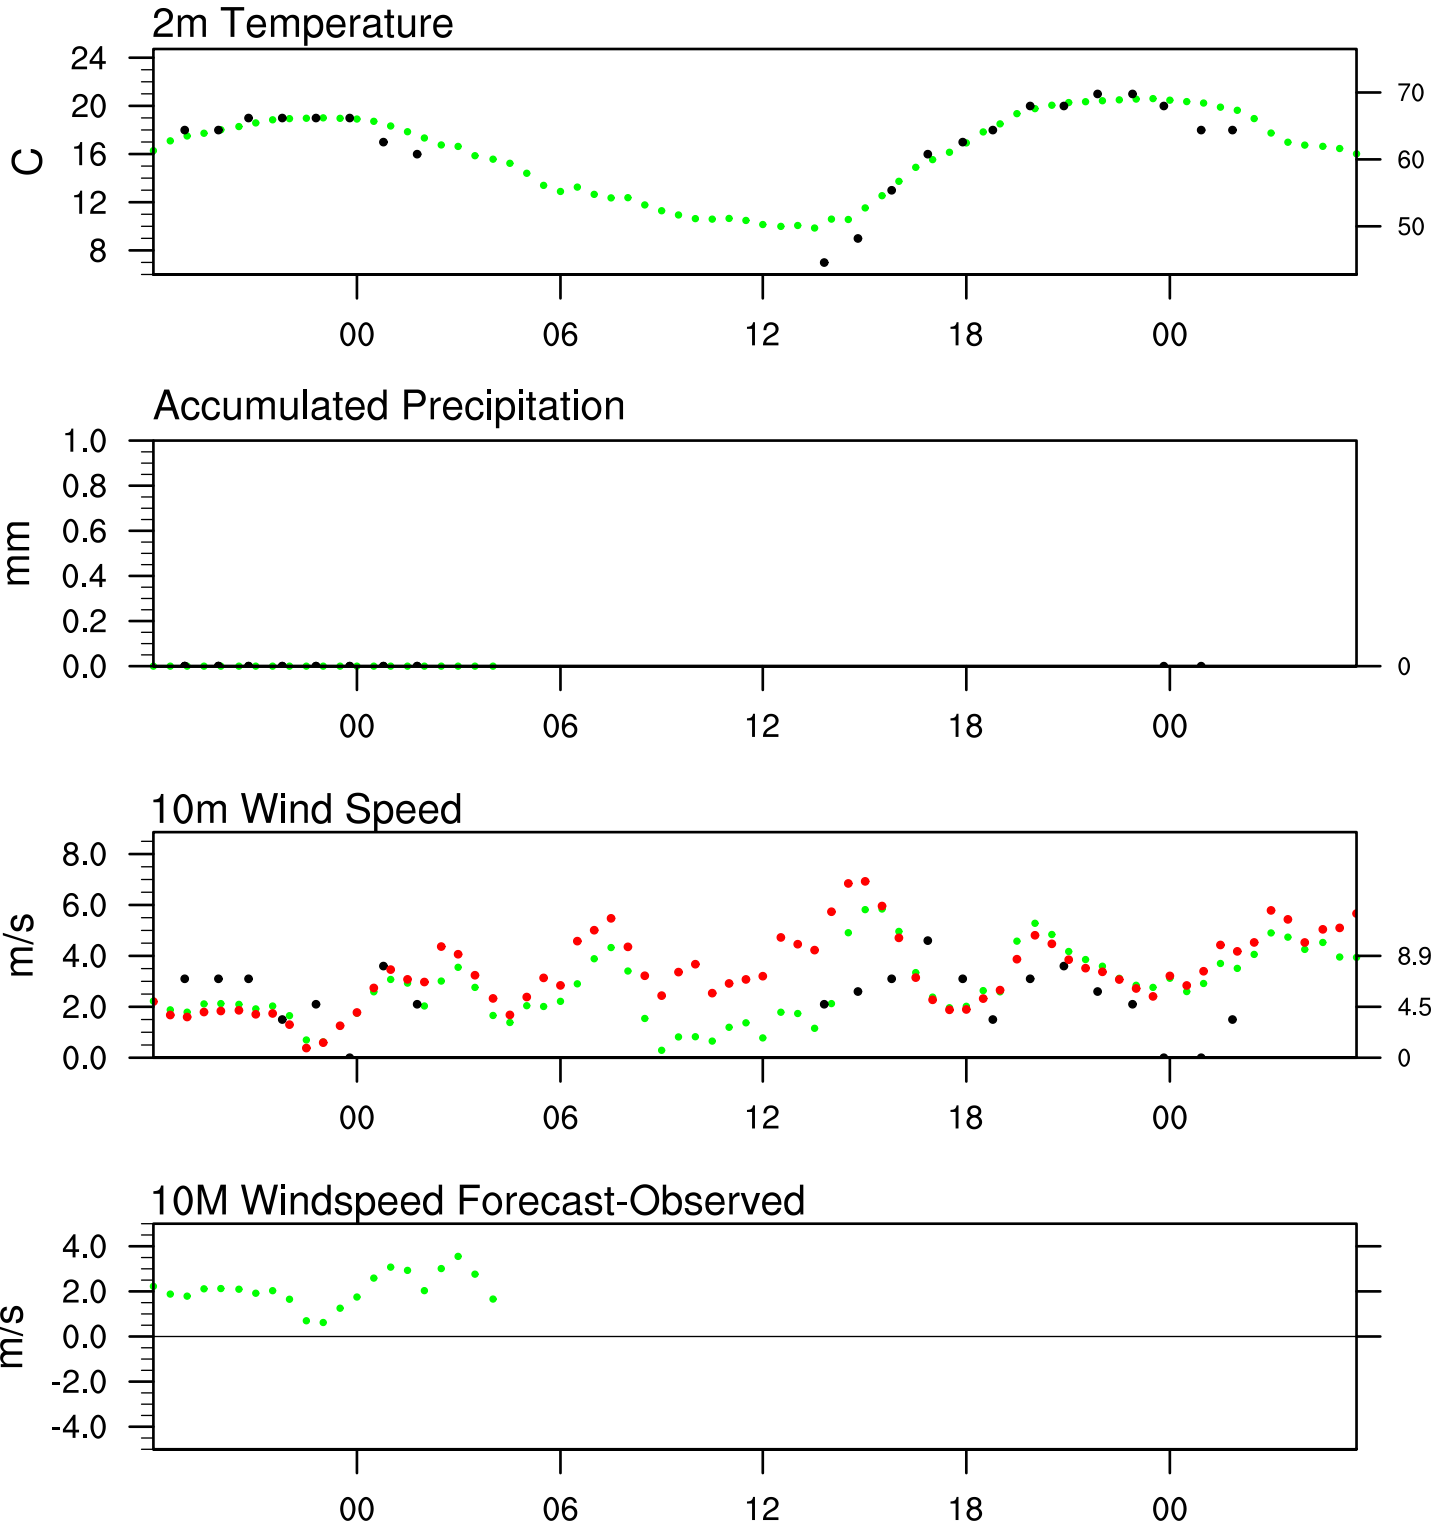 2m Temperature
24
20
16
12
8
C
70
60
50
00 06 12 18 00
Accumulated Precipitation
1.0
0.8
0.6
0.4
0.2
0.0
mm
0
00 06 12 18 00
10m Wind Speed
8.0
6.0
4.0
2.0
0.0
m/s
8.9
4.5
0
00 06 12 18 00
10M Windspeed Forecast-Observed
4.0
2.0
0.0
-2.0
-4.0
m/s
00 06 12 18 00